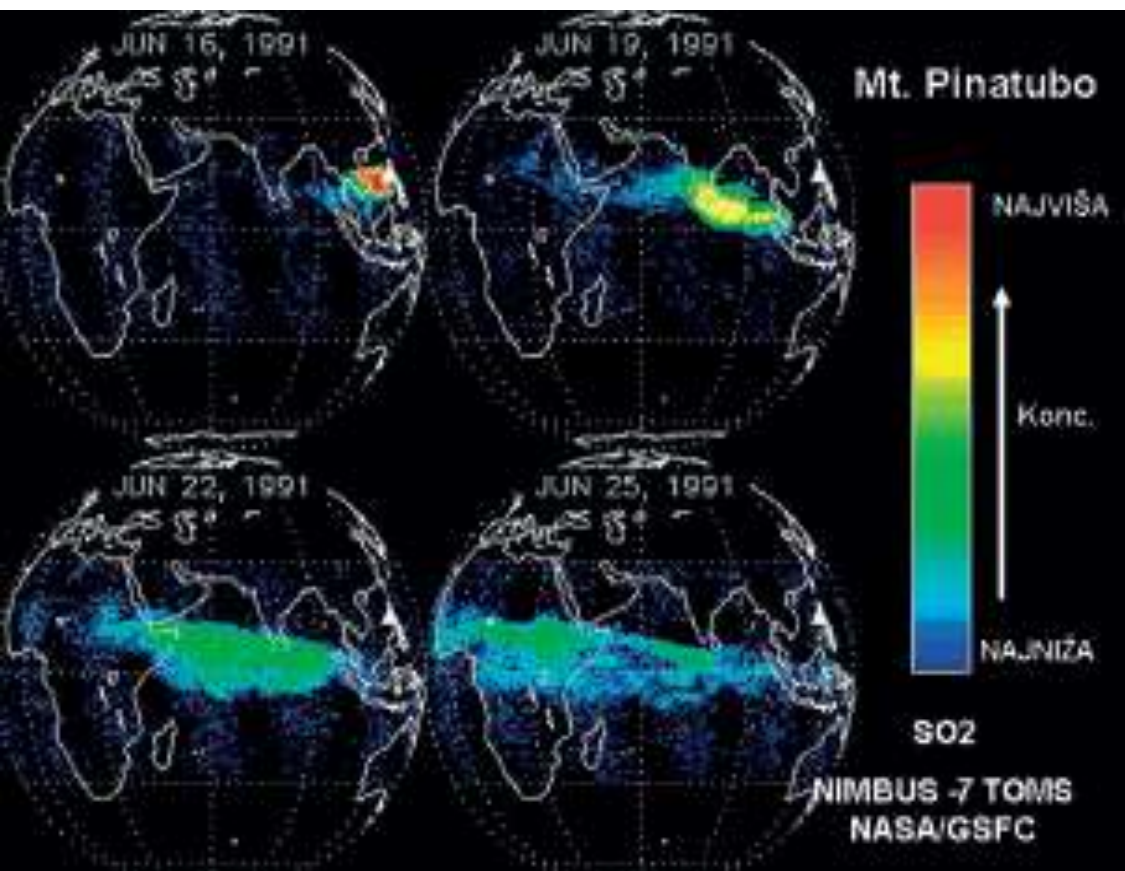 JUN 16, 1991
JUN 19, 1991
Mt. Pinatubo
NAJVIŠA
Konc.
NAJNIŽA
JUN 22, 1991
JUN 25, 1991
SO2
NIMBUS -7 TOMS
NASA/GSFC